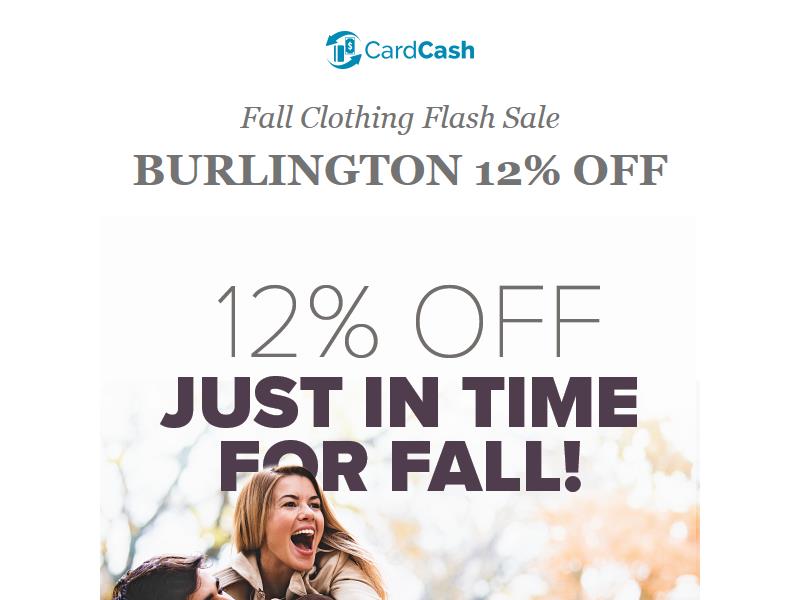 CardCash
Fall Clothing Flash Sale
BURLINGTON 12% OFF
12% OFF
JUST IN TIME
FOR FALL!